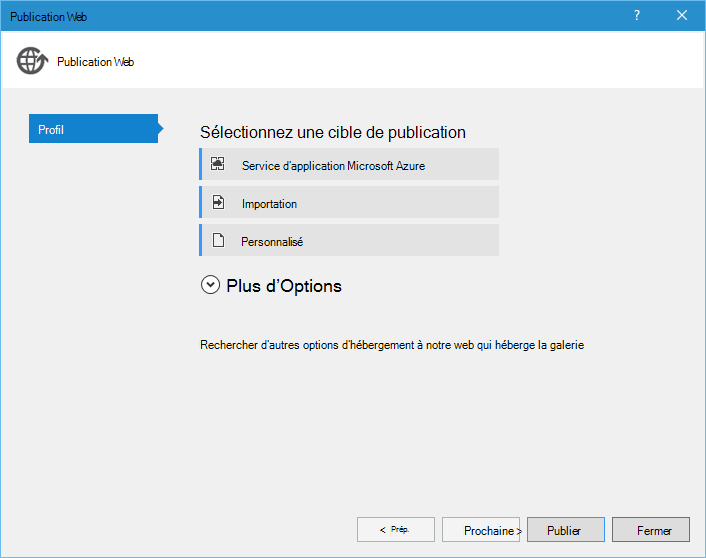 Publication Web
?
Publication Web
Profil
Sélectionnez une cible de publication
Service d'application Microsoft Azure
Importation
Personnalisé
Plus d'Options
Rechercher d'autres options d'hébergement à notre web qui héberge la galerie
< Prép.
Prochaine >
Publier
Fermer